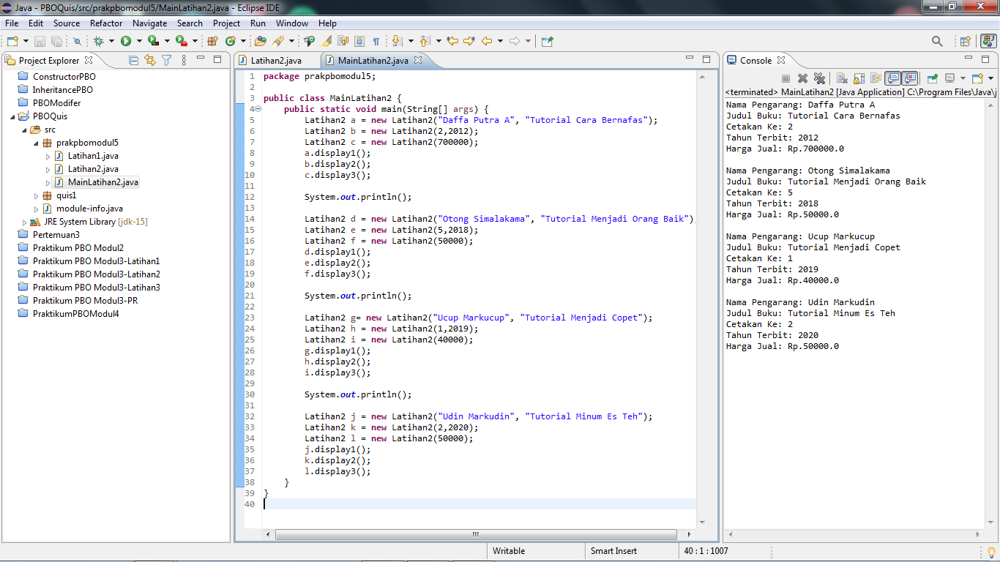 Java - PBOQuis/src/prakpbomodul5/MainLatihan2.java - Eclipse IDE
File Edit Source Refactor Navigate Search Project Run Window Help
Project Explorer
ConstructorPBO
InheritancePBO
PBOModifer
PBOQuis
src
prakpbomodul5
Latihan1.java
Latihan2.java
MainLatihan2.java
quis1
module-info.java
JRE System Library [jdk-15]
Pertemuan3
Praktikum PBO Modul2
Praktikum PBO Modul3-Latihan1
Praktikum PBO Modul3-Latihan2
Praktikum PBO Modul3-Latihan3
Praktikum PBO Modul3-PR
PraktikumPBOModul4
Latihan2.java MainLatihan2.java
1 package prakpbomodul5;
2
3 public class MainLatihan2 {
4 public static void main(String[] args) {
5 Latihan2 a = new Latihan2("Daffa Putra A", "Tutorial Cara Bernafas");
6 Latihan2 b = new Latihan2(2,2012);
7 Latihan2 c = new Latihan2(700000);
8 a.display1();
9 b.display2();
10 c.display3();
11
12 System.out.println();
13
14 Latihan2 d = new Latihan2("Otong Simalakama", "Tutorial Menjadi Orang Baik");
15 Latihan2 e = new Latihan2(5,2018);
16 Latihan2 f = new Latihan2(50000);
17 d.display1();
18 e.display2();
19 f.display3();
20
21 System.out.println();
22
23 Latihan2 g= new Latihan2("Ucup Markucup", "Tutorial Menjadi Copet");
24 Latihan2 h = new Latihan2(1,2019);
25 Latihan2 i = new Latihan2(40000);
26 g.display1();
27 h.display2();
28 i.display3();
29
30 System.out.println();
31
32 Latihan2 j = new Latihan2("Udin Markudin", "Tutorial Minum Es Teh");
33 Latihan2 k = new Latihan2(2,2020);
34 Latihan2 l = new Latihan2(50000);
35 j.display1();
36 k.display2();
37 l.display3();
38 }
39 }
40
Console
<terminated> MainLatihan2 [Java Application] C:\Program Files\Java\j
Nama Pengarang: Daffa Putra A
Judul Buku: Tutorial Cara Bernafas
Cetakan Ke: 2
Tahun Terbit: 2012
Harga Jual: Rp.700000.0
Nama Pengarang: Otong Simalakama
Judul Buku: Tutorial Menjadi Orang Baik
Cetakan Ke: 5
Tahun Terbit: 2018
Harga Jual: Rp.50000.0
Nama Pengarang: Ucup Markucup
Judul Buku: Tutorial Menjadi Copet
Cetakan Ke: 1
Tahun Terbit: 2019
Harga Jual: Rp.40000.0
Nama Pengarang: Udin Markudin
Judul Buku: Tutorial Minum Es Teh
Cetakan Ke: 2
Tahun Terbit: 2020
Harga Jual: Rp.50000.0
Writable Smart Insert 40 : 1 : 1007